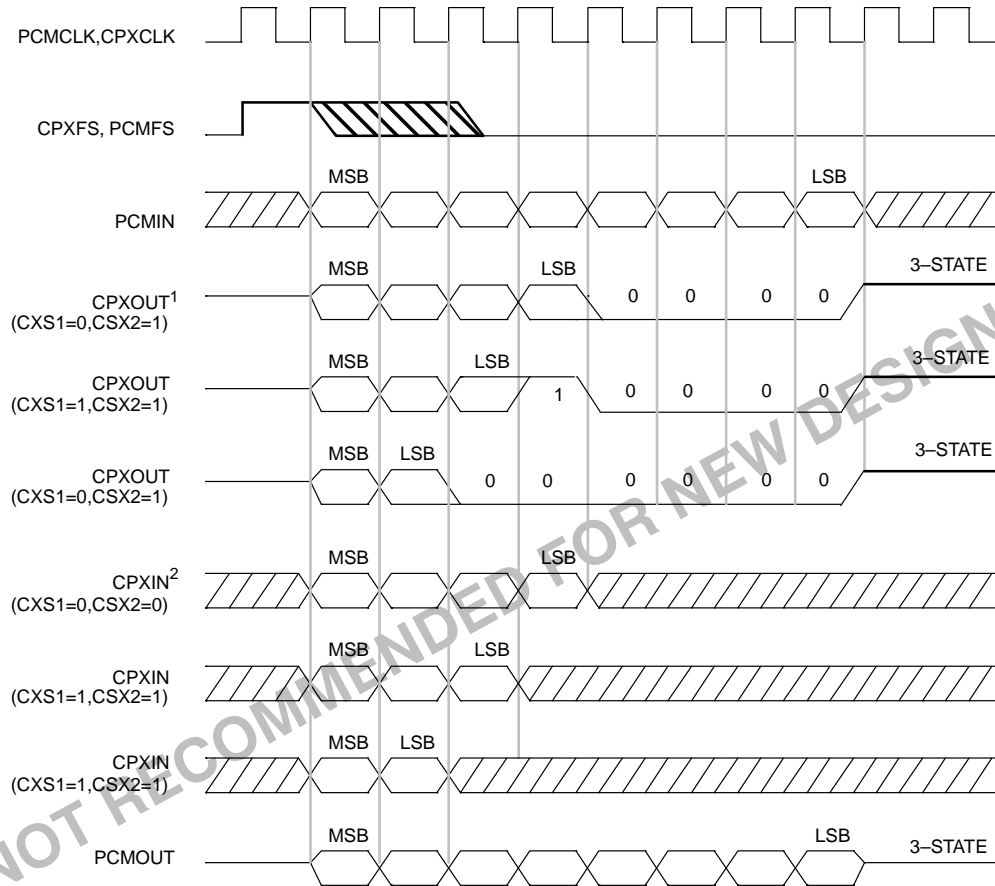 PCMCLK,CPXCLK
CPXFS, PCMFS
MSB LSB
PCMIN
MSB LSB 3–STATE
CPXOUT1 0 0 0 0
(CXS1=0,CSX2=1)
MSB LSB 3–STATE
CPXOUT 1 0 0 0 0
(CXS1=1,CSX2=1)
MSB LSB 3–STATE
CPXOUT 0 0 0 0 0 0
(CXS1=0,CSX2=1)
MSB LSB
CPXIN2
(CXS1=0,CSX2=0)
MSB LSB
CPXIN
(CXS1=1,CSX2=1)
MSB LSB
CPXIN
(CXS1=1,CSX2=1)
MSB LSB 3–STATE
PCMOUT
NOT RECOMMENDED FOR NEW DESIGN